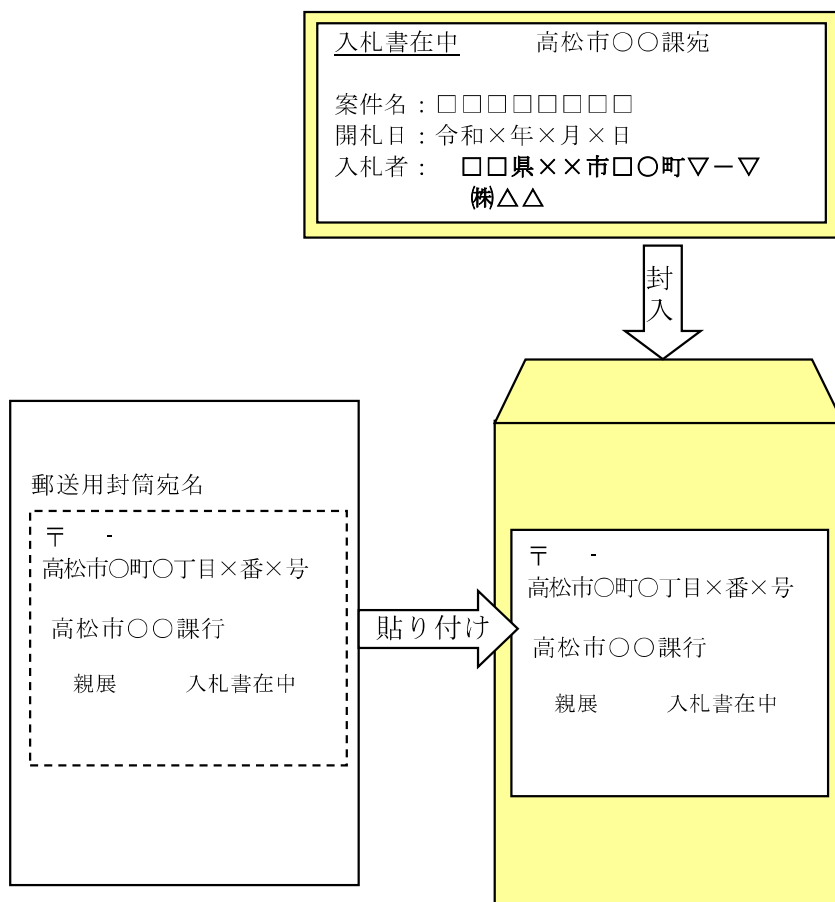 入札書在中　　　高松市○○課宛
案件名：□□□□□□□□
開札日：令和×年×月×日
入札者：　□□県××市□○町▽－▽
㈱△△
封入
郵送用封筒宛名
〒　　-
高松市○町○丁目×番×号
高松市○○課行
親展　　　入札書在中
貼り付け
〒　　-
高松市○町○丁目×番×号
高松市○○課行
親展　　　入札書在中